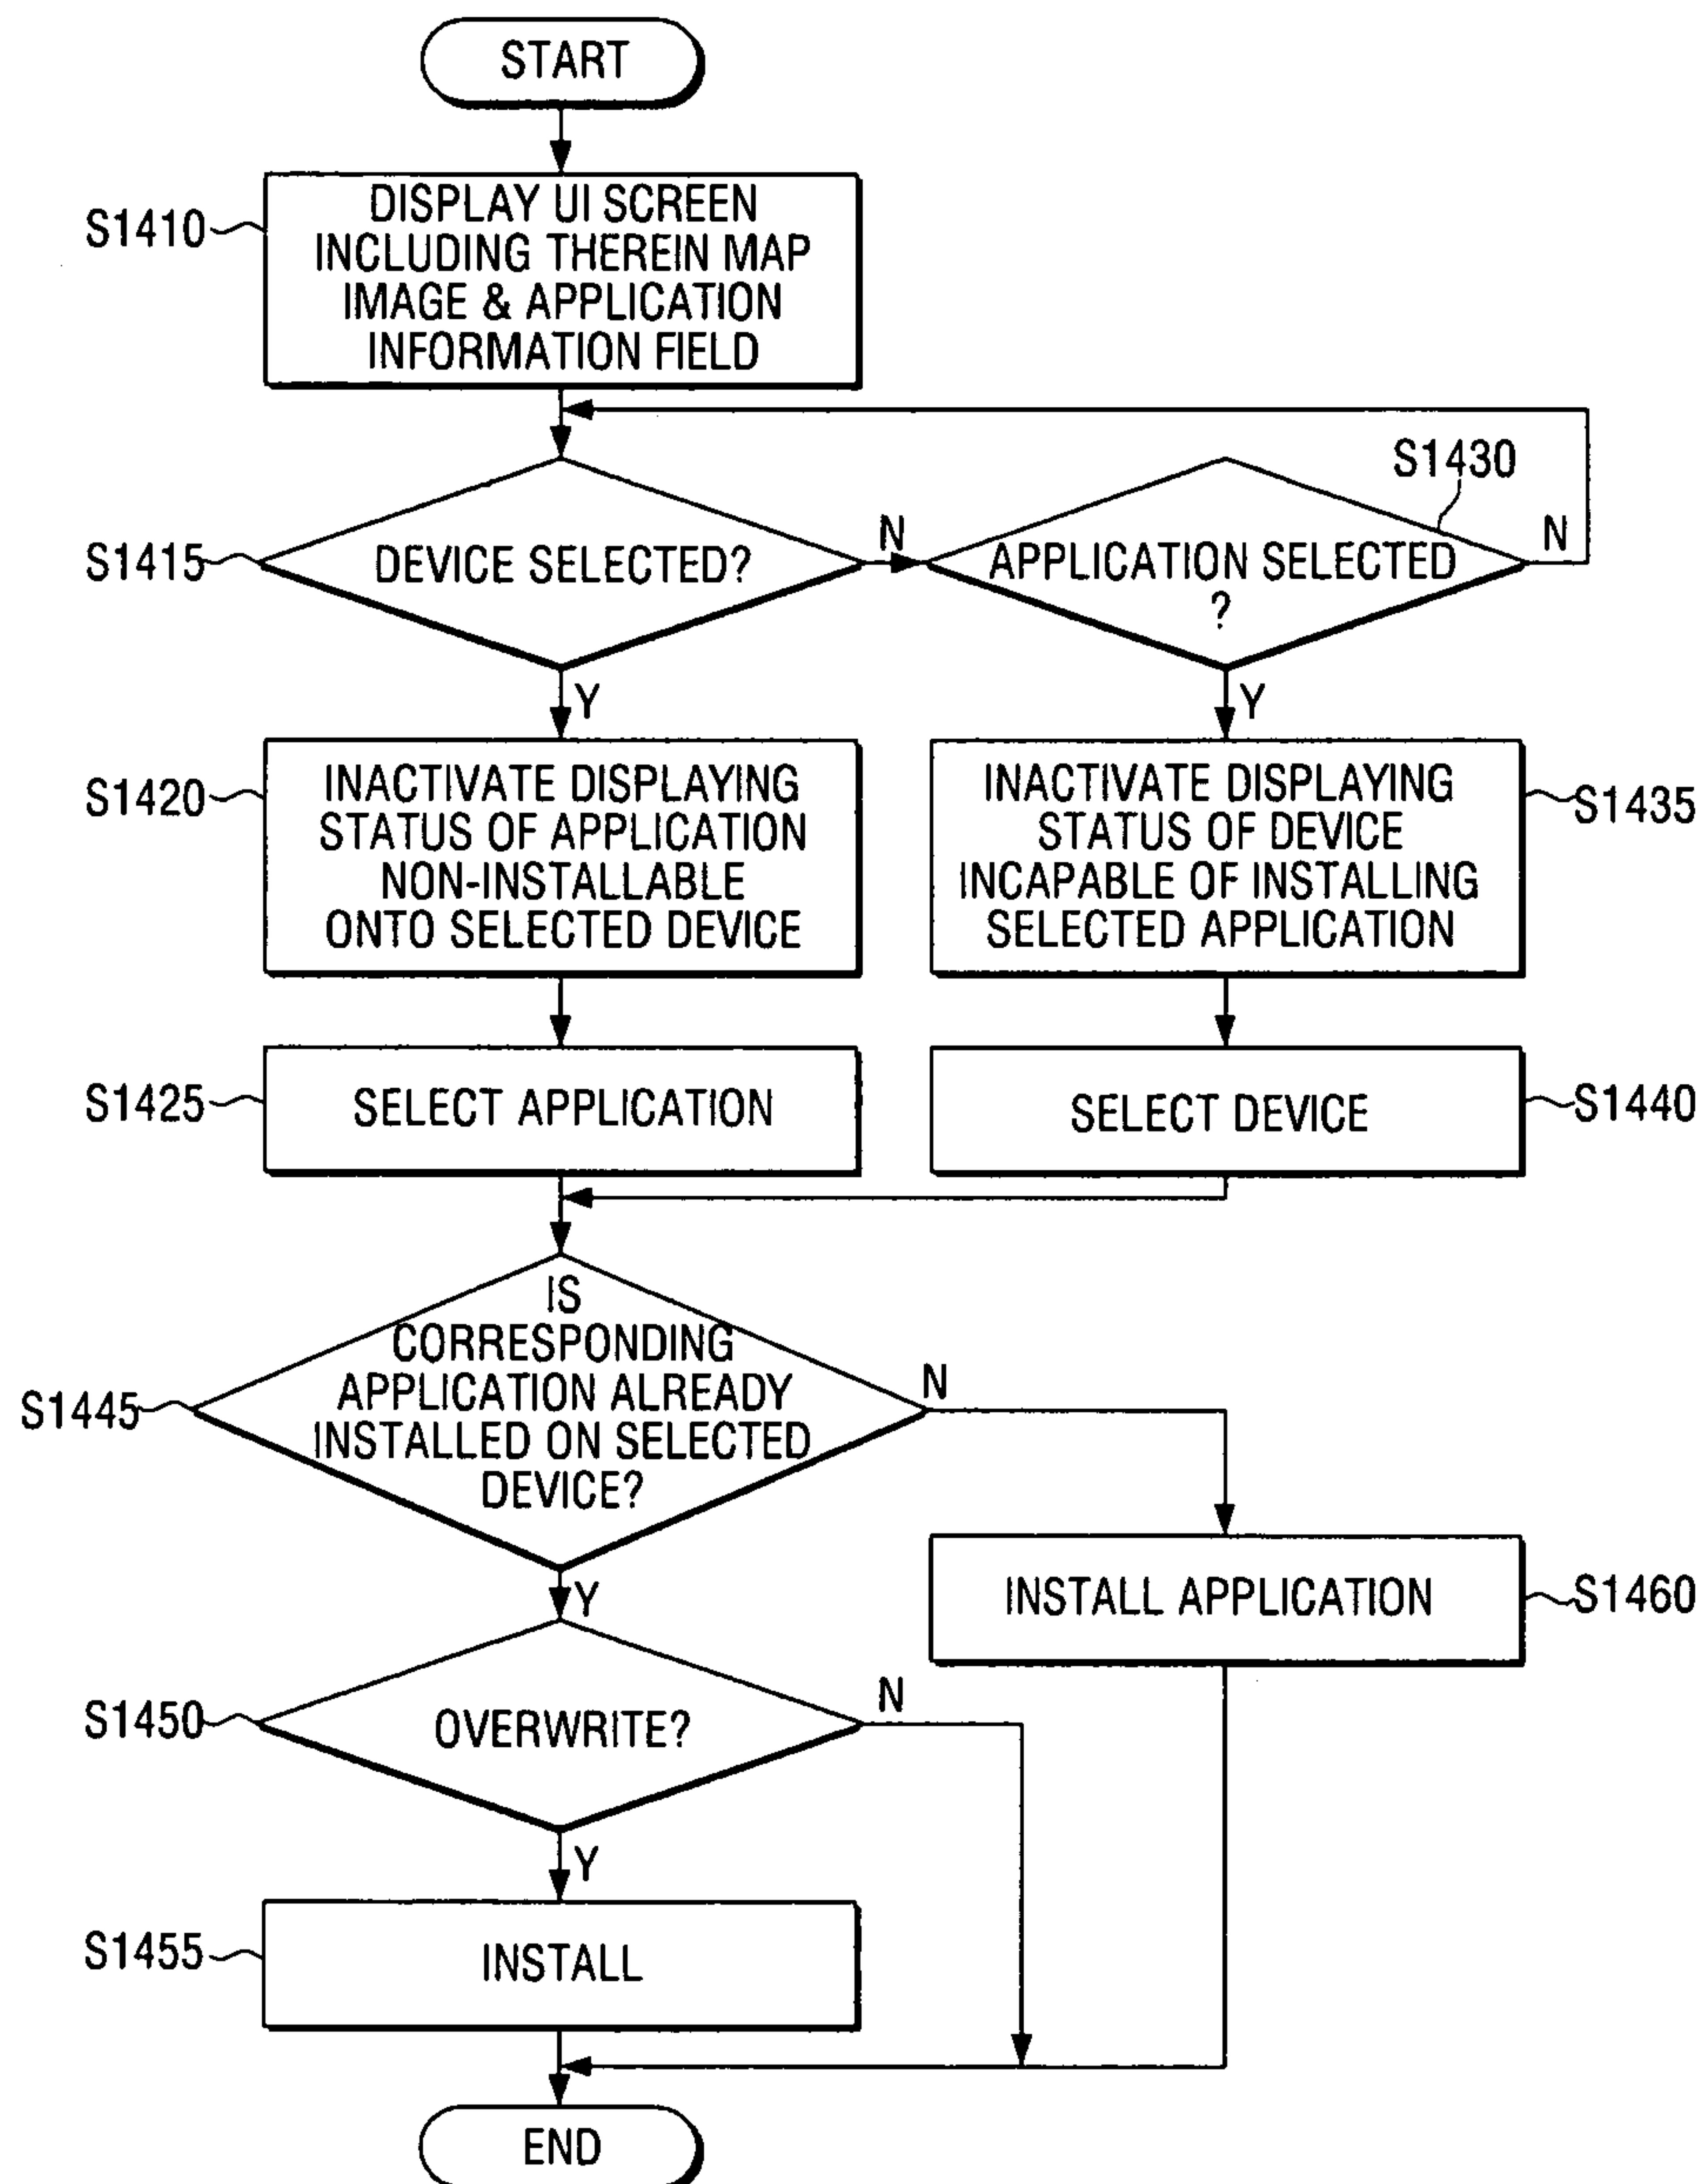 START
S1410
DISPLAY UI SCREEN
INCLUDING THEREIN MAP
IMAGE & APPLICATION
INFORMATION FIELD
S1415
DEVICE SELECTED?
N
S1430
APPLICATION SELECTED
?
N
Y
Y
S1420
INACTIVATE DISPLAYING
STATUS OF APPLICATION
NON-INSTALLABLE
ONTO SELECTED DEVICE
INACTIVATE DISPLAYING
STATUS OF DEVICE
INCAPABLE OF INSTALLING
SELECTED APPLICATION
S1435
S1425
SELECT APPLICATION
SELECT DEVICE
S1440
S1445
IS
CORRESPONDING
APPLICATION ALREADY
INSTALLED ON SELECTED
DEVICE?
N
Y
INSTALL APPLICATION
S1460
S1450
OVERWRITE?
N
Y
S1455
INSTALL
END